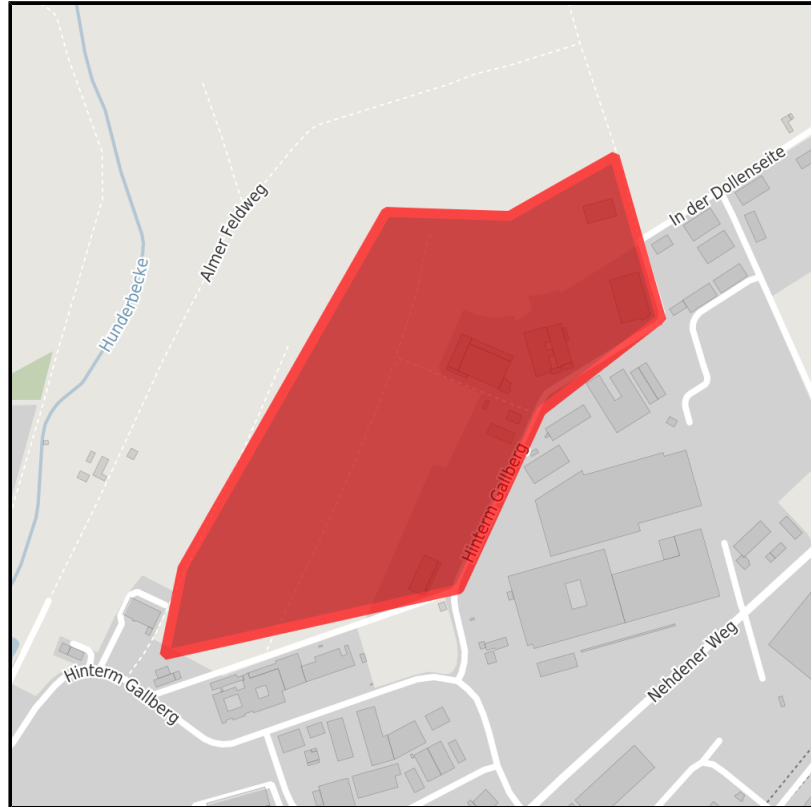 In der Dollenseite
Almer Feldweg
Hunderbecke
Hinterm Gallberg
Nehdener Weg
Hinterm Gallberg